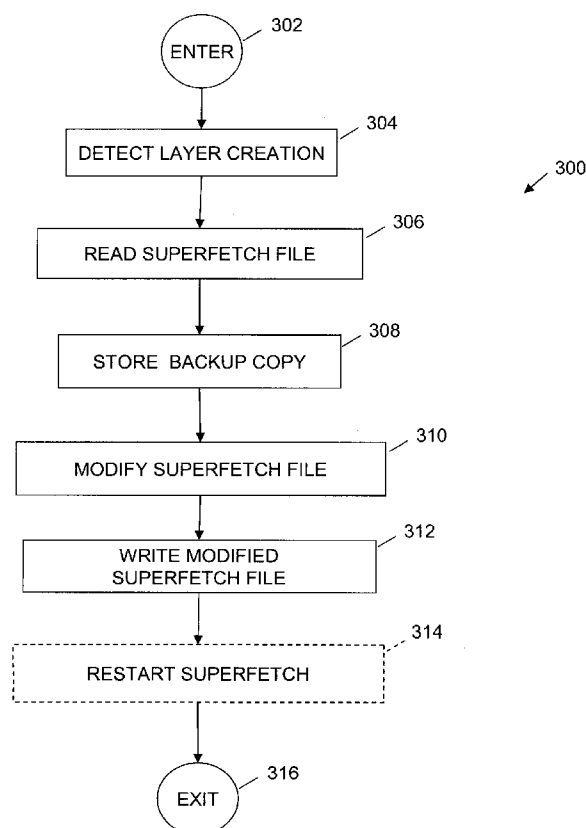 302
ENTER
304
DETECT LAYER CREATION
300
306
READ SUPERFETCH FILE
308
STORE BACKUP COPY
310
MODIFY SUPERFETCH FILE
312
WRITE MODIFIED
SUPERFETCH FILE
314
RESTART SUPERFETCH
316
EXIT